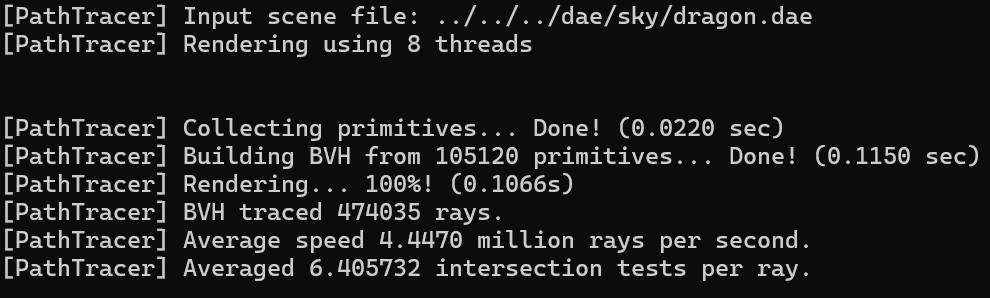 [PathTracer] Input scene file: ../../../dae/sky/dragon.dae
[PathTracer] Rendering using 8 threads
[PathTracer] Collecting primitives... Done! (0.0220 sec)
[PathTracer] Building BVH from 105120 primitives... Done! (0.1150 sec)
[PathTracer] Rendering... 100%! (0.1066s)
[PathTracer] BVH traced 474035 rays.
[PathTracer] Average speed 4.4470 million rays per second.
[PathTracer] Averaged 6.405732 intersection tests per ray.